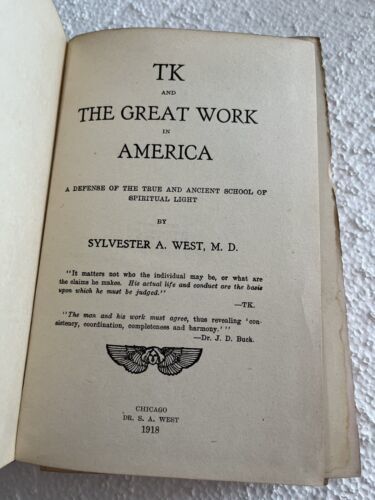 TK
AND
THE GREAT WORK
IN
AMERICA
A DEFENSE OF THE TRUE AND ANCIENT SCHOOL OF
SPIRITUAL LIGHT
BY
SYLVESTER A. WEST, M. D.
"It matters not who the individual may be, or what are
the claims he makes. His actual life and conduct are the basis
upon which he must be judged."
—TK.
"The man and his work must agree, thus revealing 'con-
sistency, coordination, completeness and harmony.'"
—Dr. J. D. Buck.
CHICAGO
DR. S. A. WEST
1918